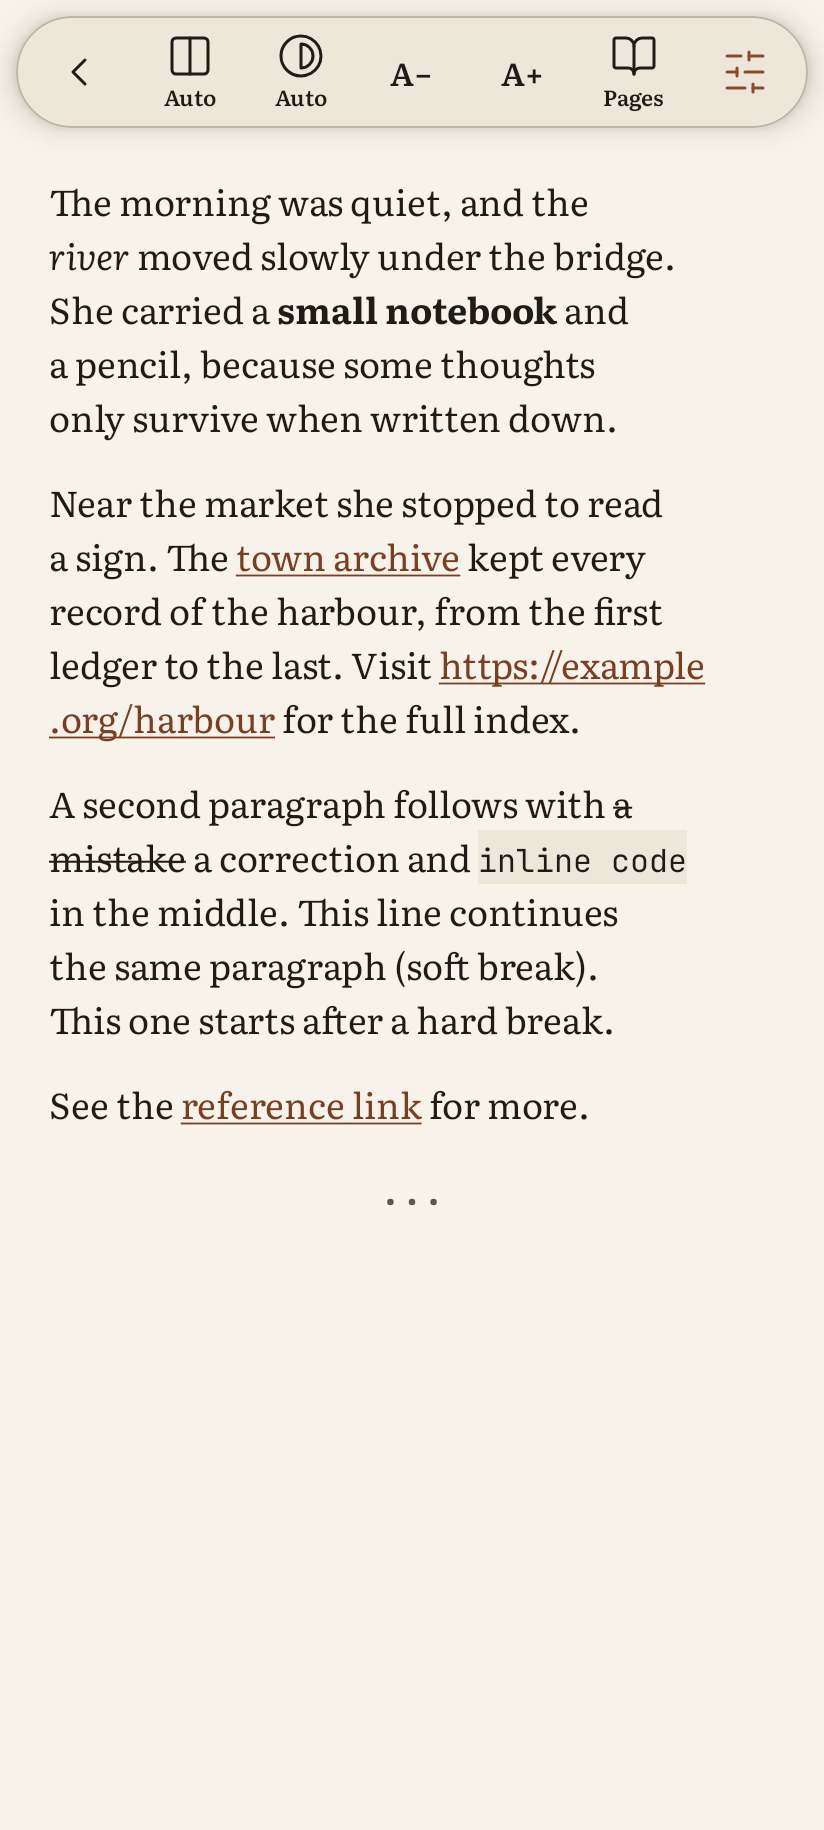 Auto
Auto
A−
A+
Pages
The morning was quiet, and the
river moved slowly under the bridge.
She carried a small notebook and
a pencil, because some thoughts
only survive when written down.
Near the market she stopped to read
a sign. The town archive kept every
record of the harbour, from the first
ledger to the last. Visit https://example
.org/harbour for the full index.
A second paragraph follows with a
mistake a correction and inline code
in the middle. This line continues
the same paragraph (soft break).
This one starts after a hard break.
See the reference link for more.
• • •